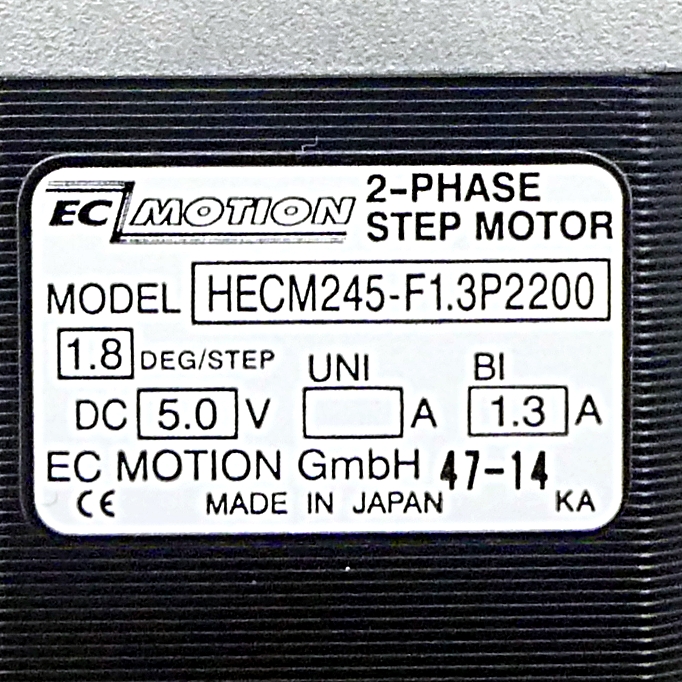 EC MOTION 2-PHASE
STEP MOTOR
MODEL HECM245-F1.3P2200
1.8 DEG/STEP UNI BI
DC 5.0 V A 1.3 A
EC MOTION GmbH 47-14
CE MADE IN JAPAN KA